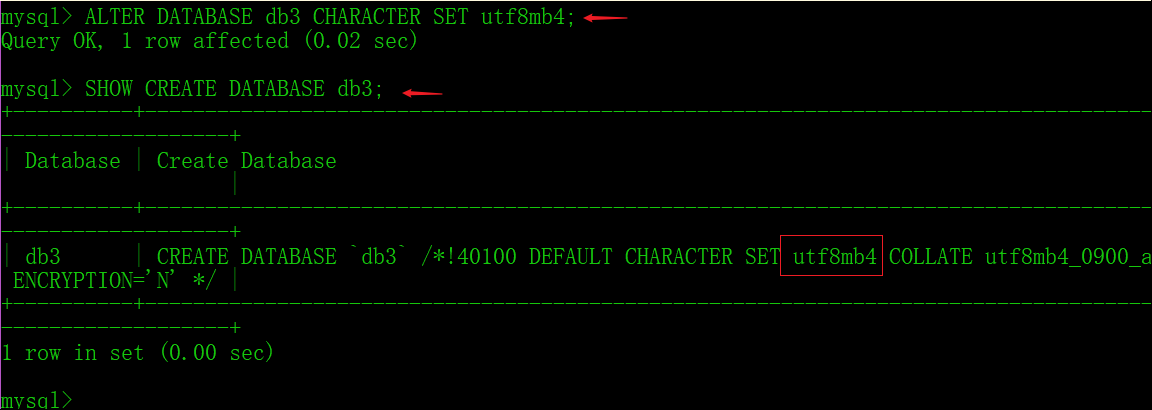 mysql> ALTER DATABASE db3 CHARACTER SET utf8mb4;
Query OK, 1 row affected (0.02 sec)
mysql> SHOW CREATE DATABASE db3;
+----------+------------------------------------------------------------------------------------
-------------------+
| Database | Create Database
|
+----------+------------------------------------------------------------------------------------
-------------------+
| db3      | CREATE DATABASE `db3` /*!40100 DEFAULT CHARACTER SET utf8mb4 COLLATE utf8mb4_0900_a
ENCRYPTION='N' */ |
+----------+------------------------------------------------------------------------------------
-------------------+
1 row in set (0.00 sec)
mysql>